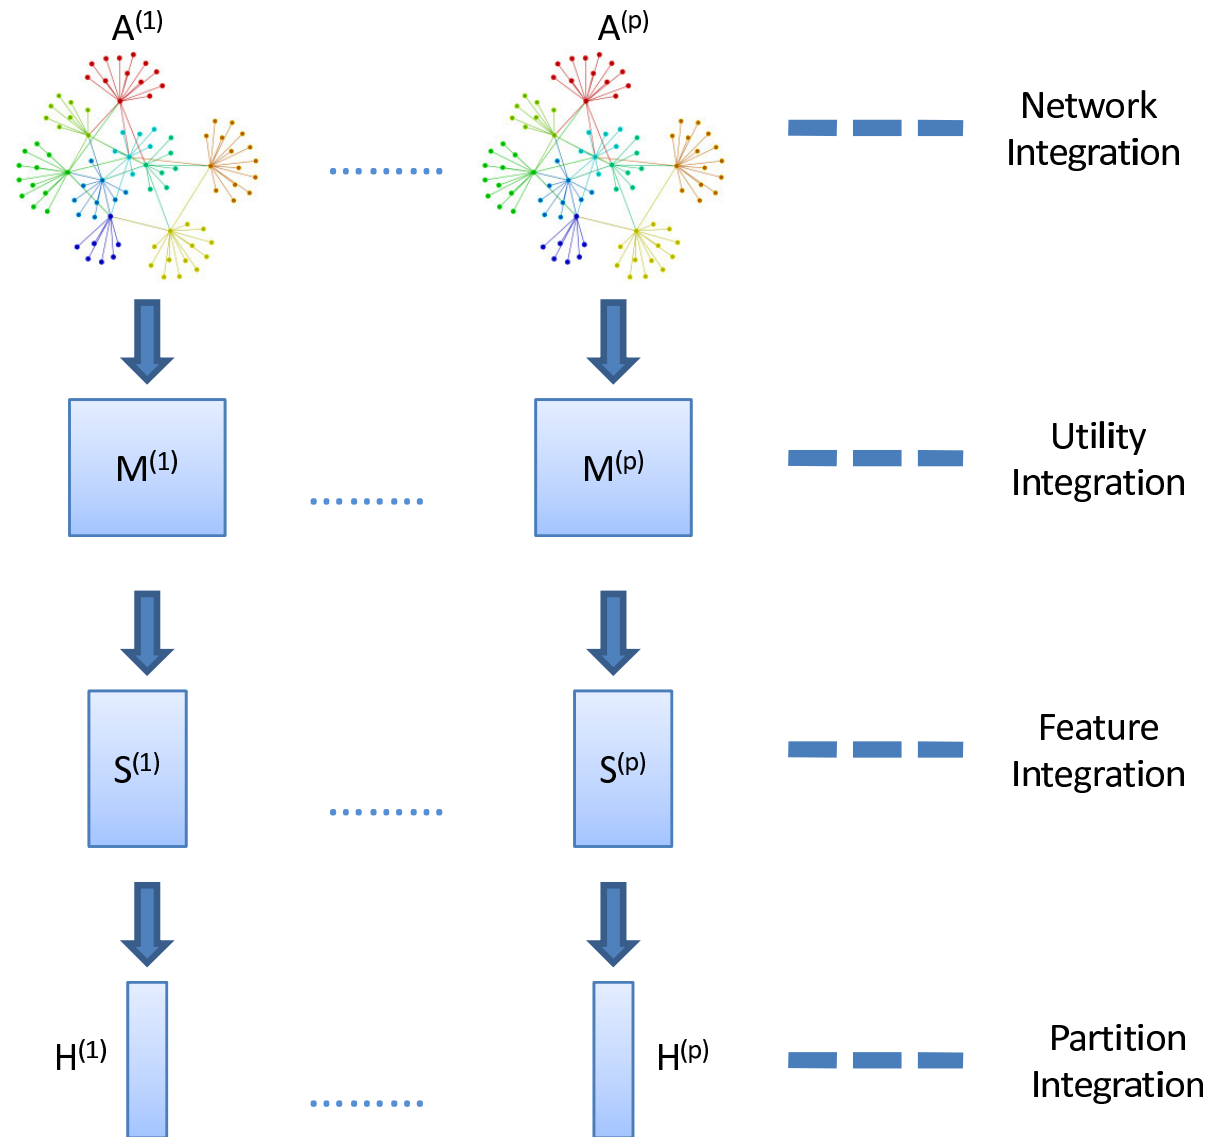 A(1)
A(p)
Network
Integration
M(1)
M(p)
Utility
Integration
S(1)
S(p)
Feature
Integration
H(1)
H(p)
Partition
Integration